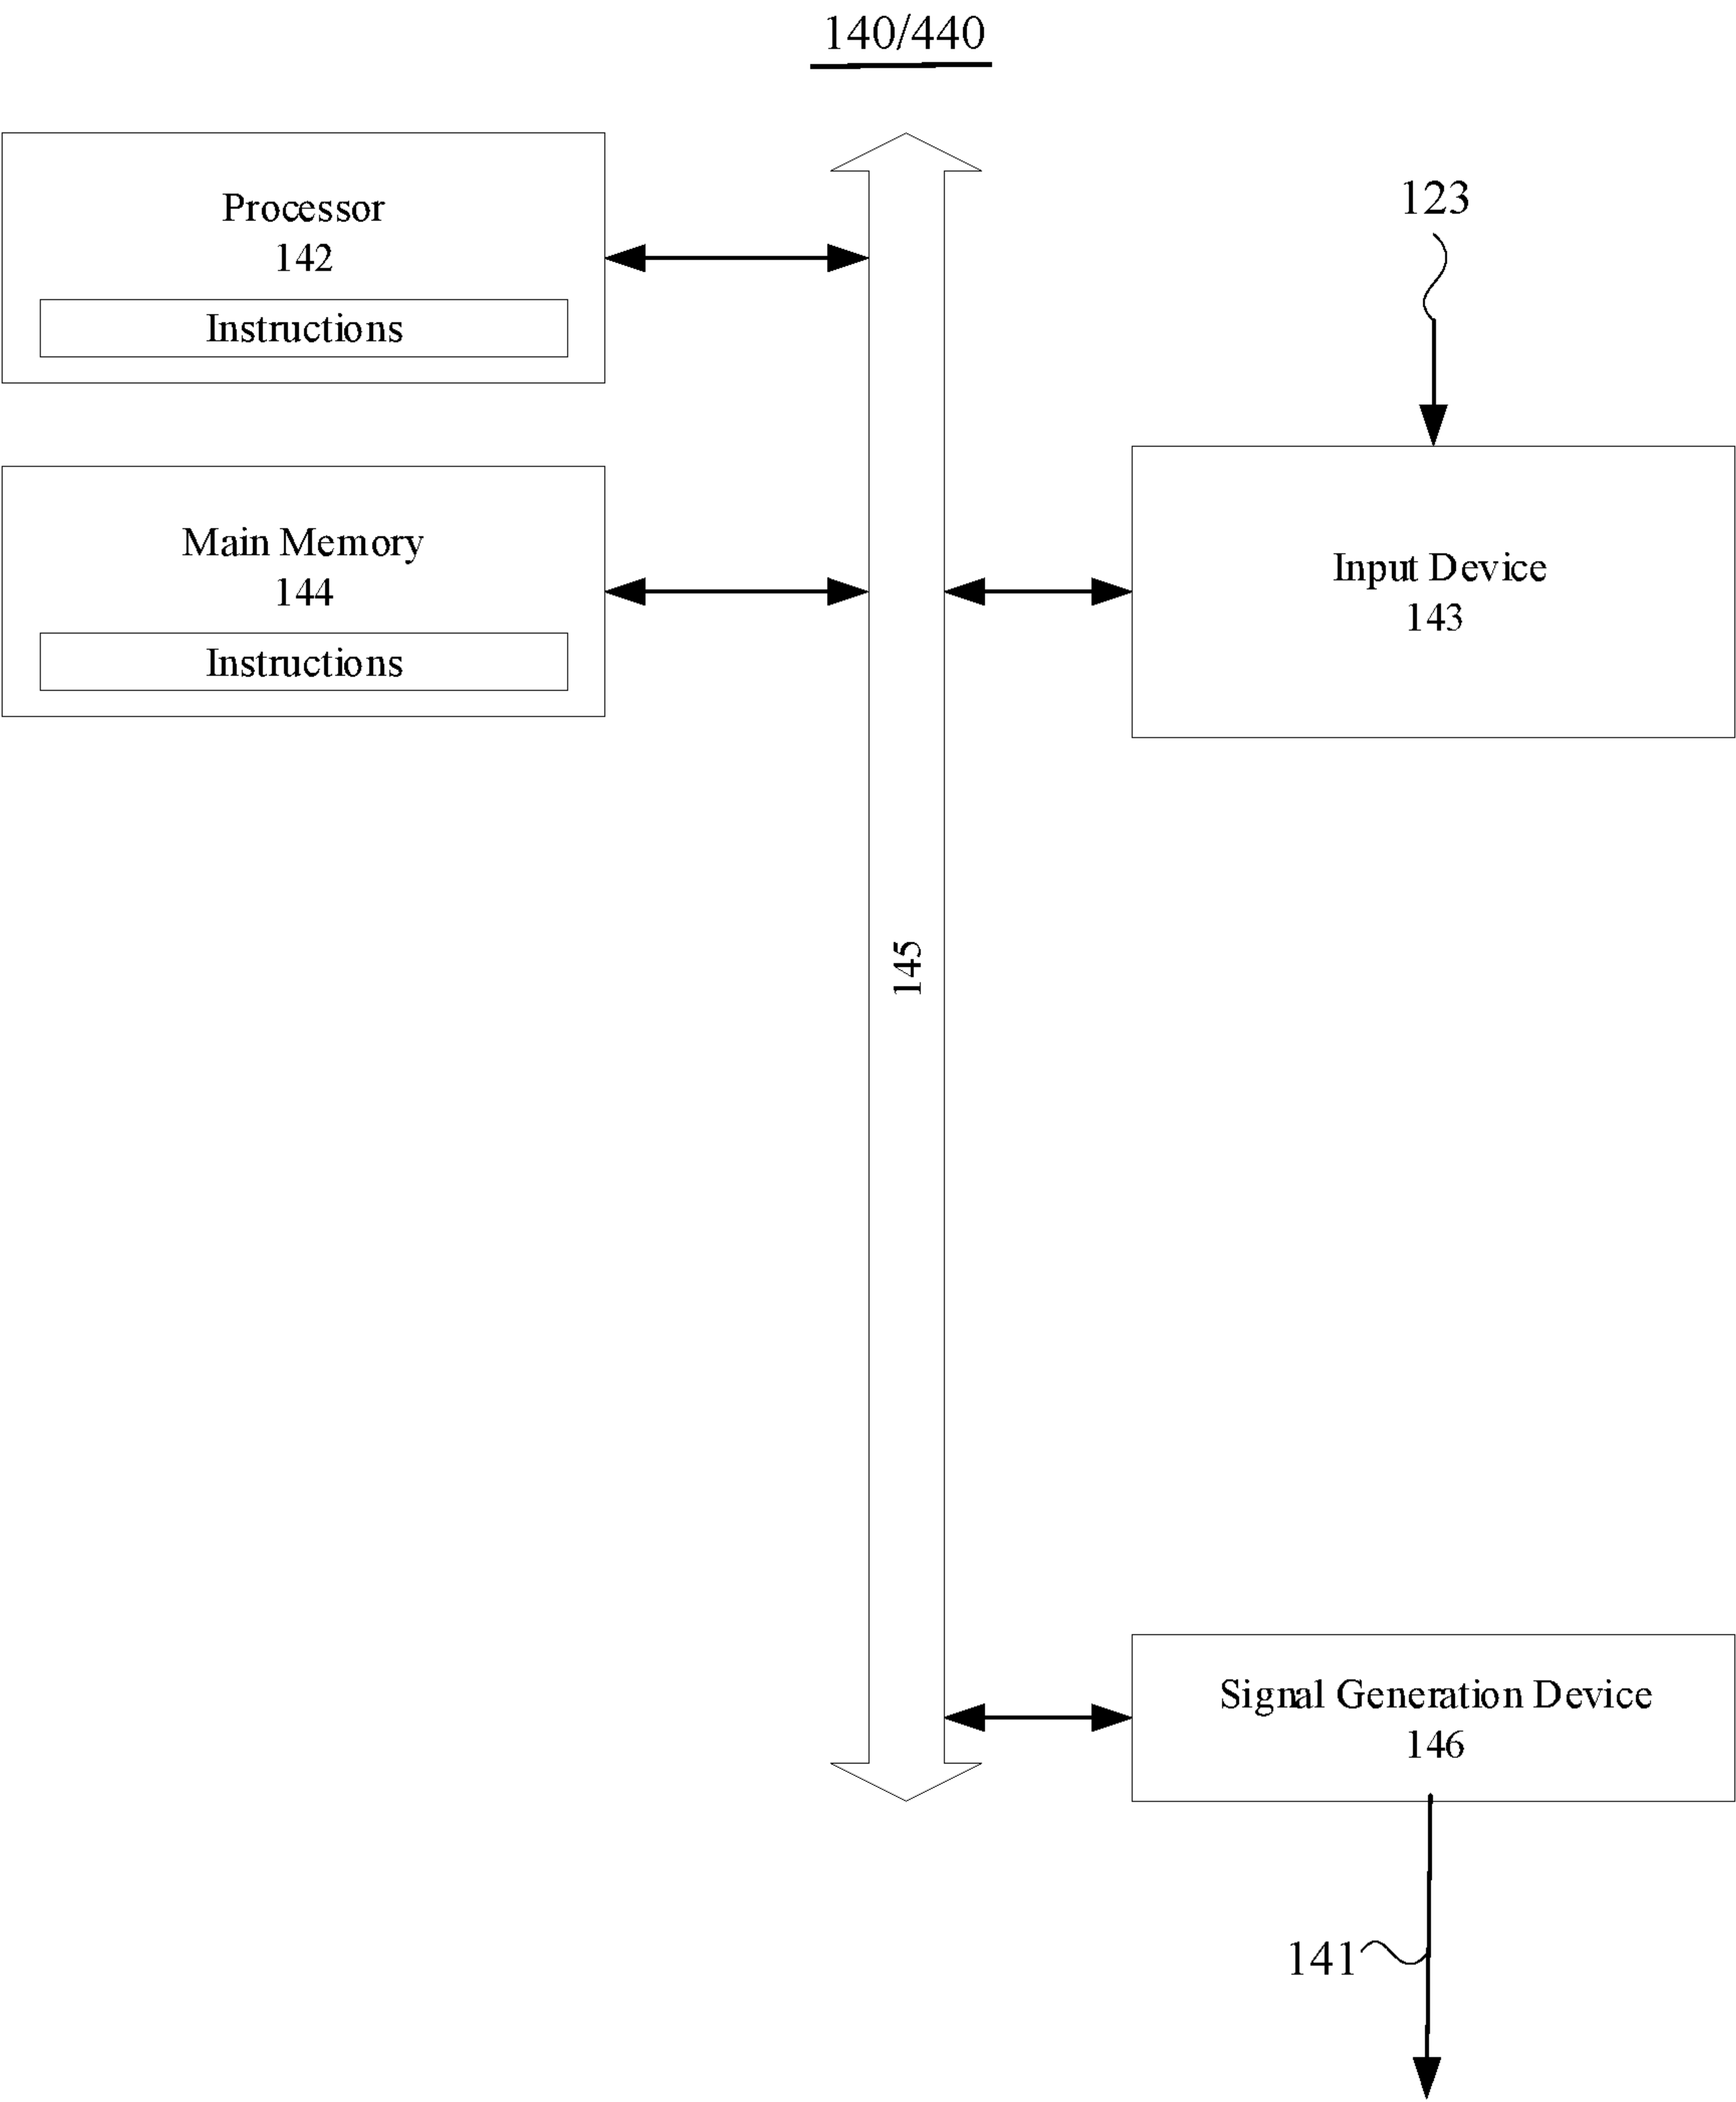 140/440
Processor
142
Instructions
123
Main Memory
144
Instructions
Input Device
143
145
Signal Generation Device
146
141